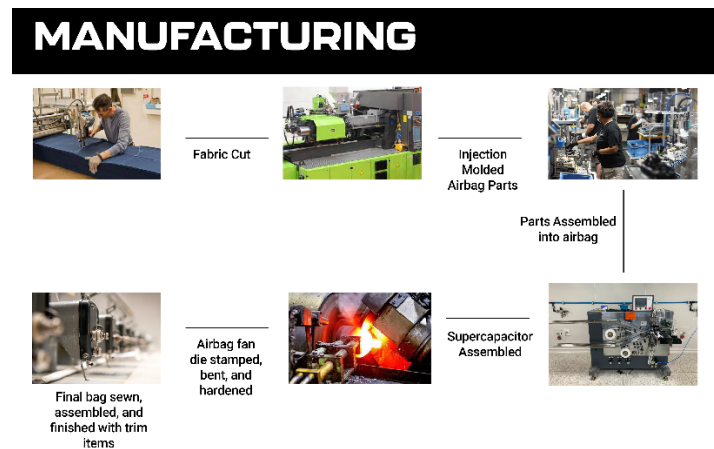 MANUFACTURING
Fabric Cut
Injection
Molded
Airbag Parts
Parts Assembled
into airbag
Supercapacitor
Assembled
Airbag fan
die stamped,
bent, and
hardened
Final bag sewn,
assembled, and
finished with trim
items